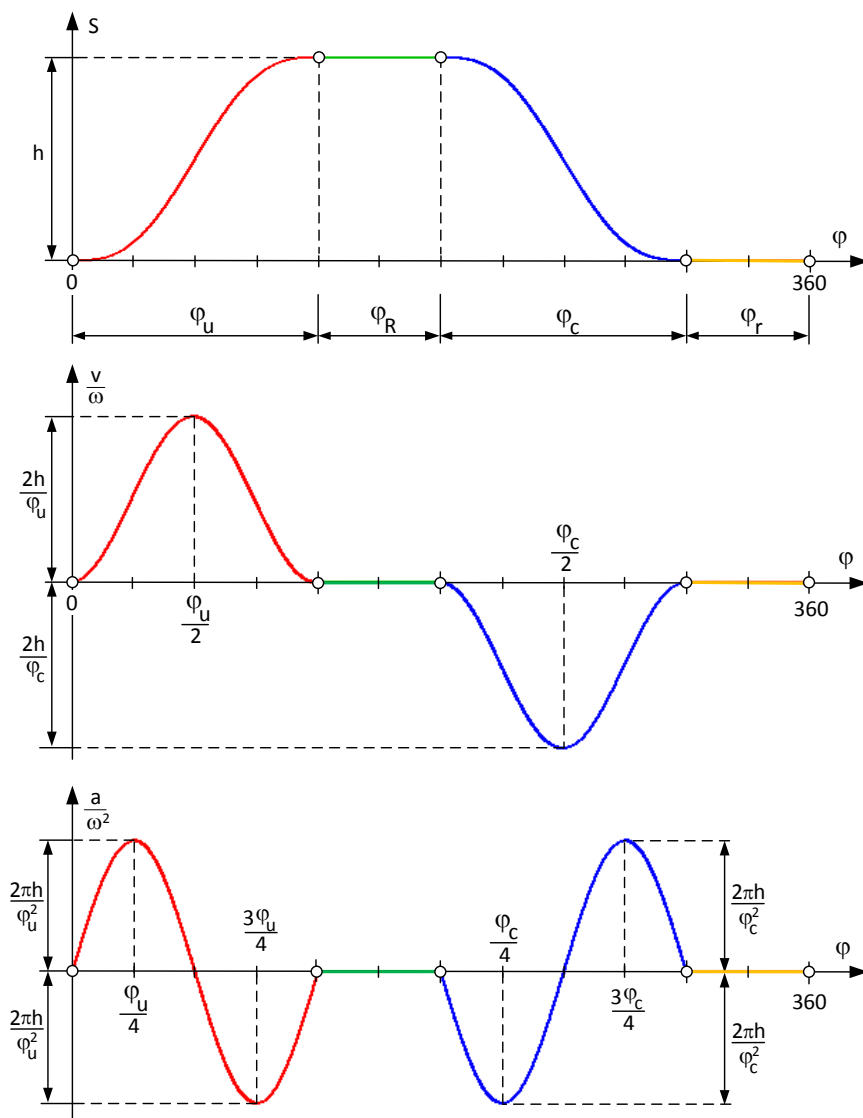 S
h
φ
0
360
φu
φR
φc
φr
v/ω
2h/φu
φc/2
φ
0
φu/2
360
2h/φc
a/ω²
2πh/φu²
3φu/4
φc/4
2πh/φc²
φ
φu/4
3φc/4
360
2πh/φu²
2πh/φc²